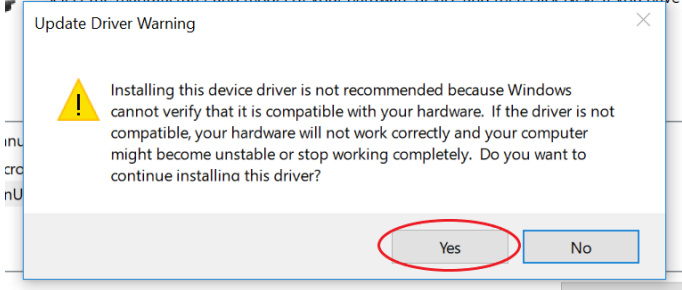 Update Driver Warning
Installing this device driver is not recommended because Windows
cannot verify that it is compatible with your hardware. If the driver is not
compatible, your hardware will not work correctly and your computer
might become unstable or stop working completely. Do you want to
continue installing this driver?
Yes
No